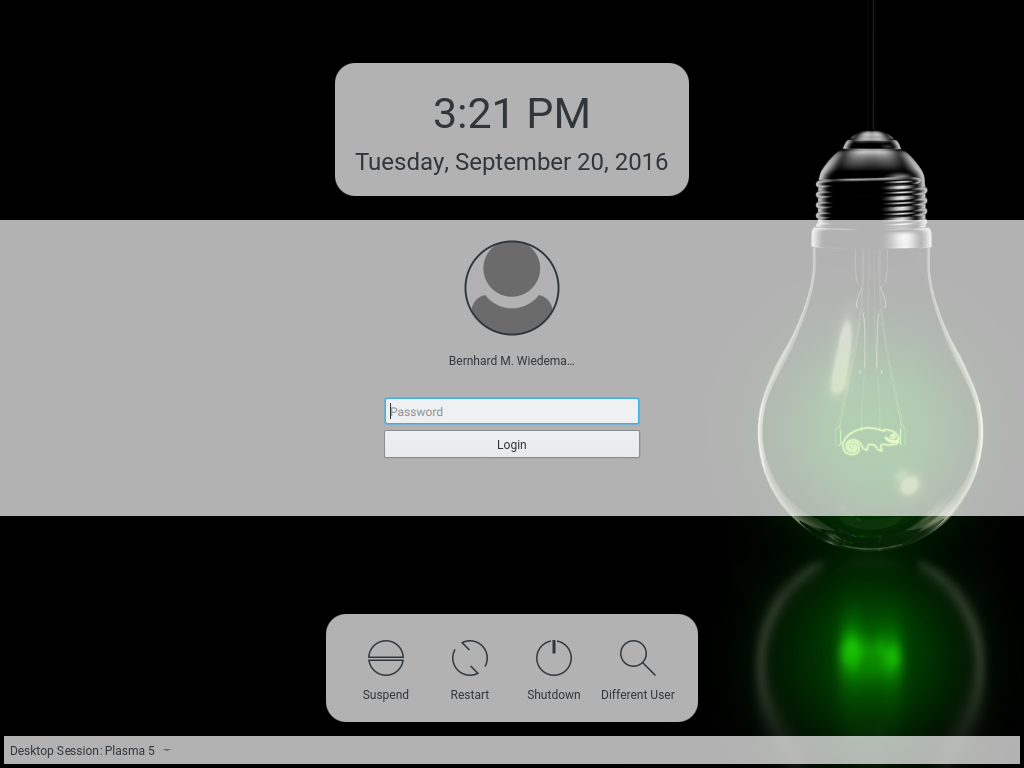 3:21 PM
Tuesday, September 20, 2016
Bernhard M. Wiedema...
Password
Login
Suspend
Restart
Shutdown
Different User
Desktop Session: Plasma 5